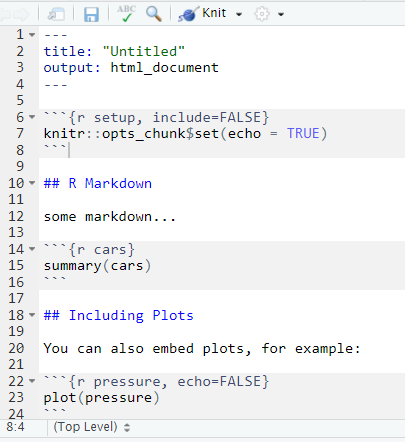 ABC Knit
1 ---
2 title: "Untitled"
3 output: html_document
4 ---
5
6 ```{r setup, include=FALSE}
7 knitr::opts_chunk$set(echo = TRUE)
8 ```
9
10 ## R Markdown
11
12 some markdown...
13
14 ```{r cars}
15 summary(cars)
16 ```
17
18 ## Including Plots
19
20 You can also embed plots, for example:
21
22 ```{r pressure, echo=FALSE}
23 plot(pressure)
24 ```
8:4 (Top Level)